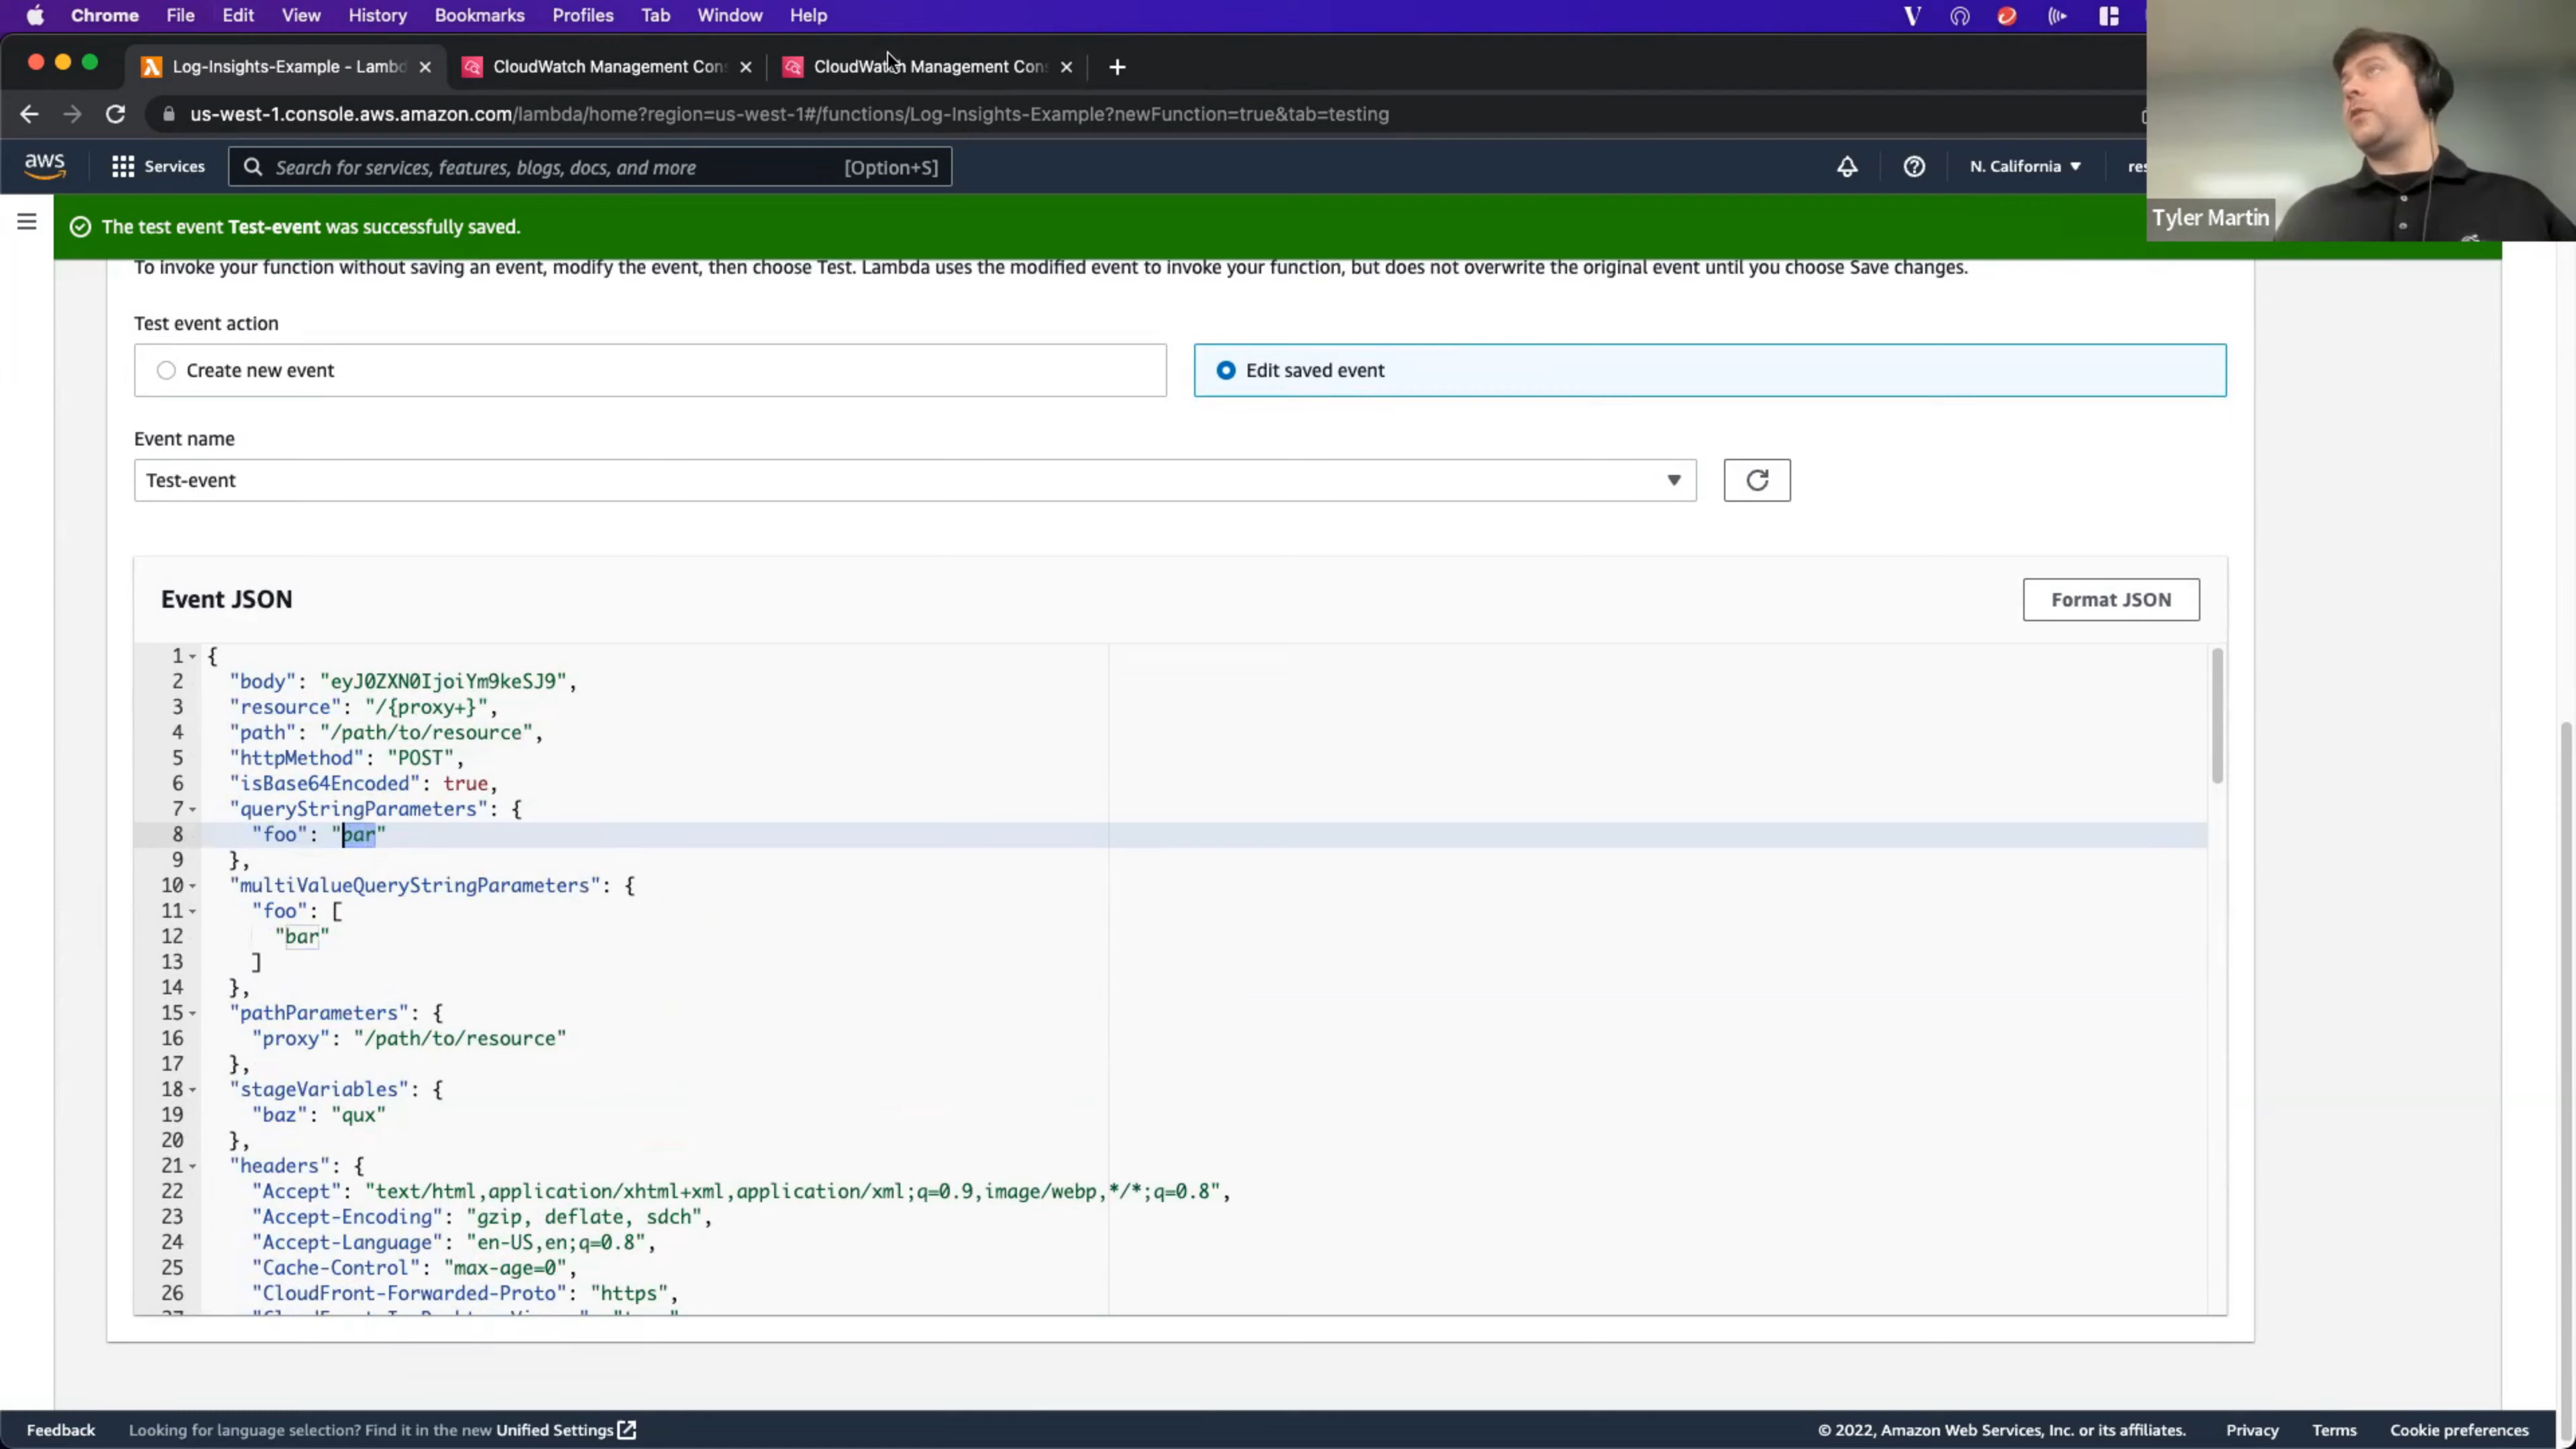 Chrome File Edit View History Bookmarks Profiles Tab Window Help
Log-Insights-Example - Lambd CloudWatch Management Con CloudWatch Management Con
us-west-1.console.aws.amazon.com/lambda/home?region=us-west-1#/functions/Log-Insights-Example?newFunction=true&tab=testing
aws Services Search for services, features, blogs, docs, and more [Option+S] N. California res
Tyler Martin
The test event Test-event was successfully saved.
To invoke your function without saving an event, modify the event, then choose Test. Lambda uses the modified event to invoke your function, but does not overwrite the original event until you choose Save changes.
Test event action
Create new event Edit saved event
Event name
Test-event
Event JSON Format JSON
1 {
2 "body": "eyJ0ZXN0IjoiYm9keSJ9",
3 "resource": "/{proxy+}",
4 "path": "/path/to/resource",
5 "httpMethod": "POST",
6 "isBase64Encoded": true,
7 "queryStringParameters": {
8 "foo": "bar"
9 },
10 "multiValueQueryStringParameters": {
11 "foo": [
12 "bar"
13 ]
14 },
15 "pathParameters": {
16 "proxy": "/path/to/resource"
17 },
18 "stageVariables": {
19 "baz": "qux"
20 },
21 "headers": {
22 "Accept": "text/html,application/xhtml+xml,application/xml;q=0.9,image/webp,*/*;q=0.8",
23 "Accept-Encoding": "gzip, deflate, sdch",
24 "Accept-Language": "en-US,en;q=0.8",
25 "Cache-Control": "max-age=0",
26 "CloudFront-Forwarded-Proto": "https",
Feedback Looking for language selection? Find it in the new Unified Settings © 2022, Amazon Web Services, Inc. or its affiliates. Privacy Terms Cookie preferences